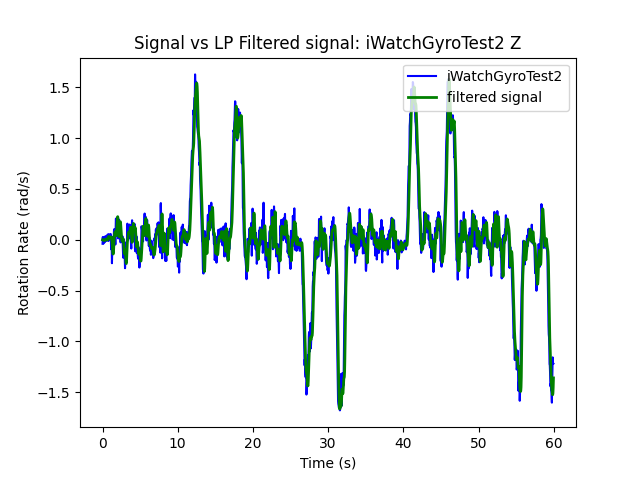 Signal vs LP Filtered signal: iWatchGyroTest2 Z
iWatchGyroTest2
filtered signal
Rotation Rate (rad/s)
1.5
1.0
0.5
0.0
−0.5
−1.0
−1.5
0 10 20 30 40 50 60
Time (s)